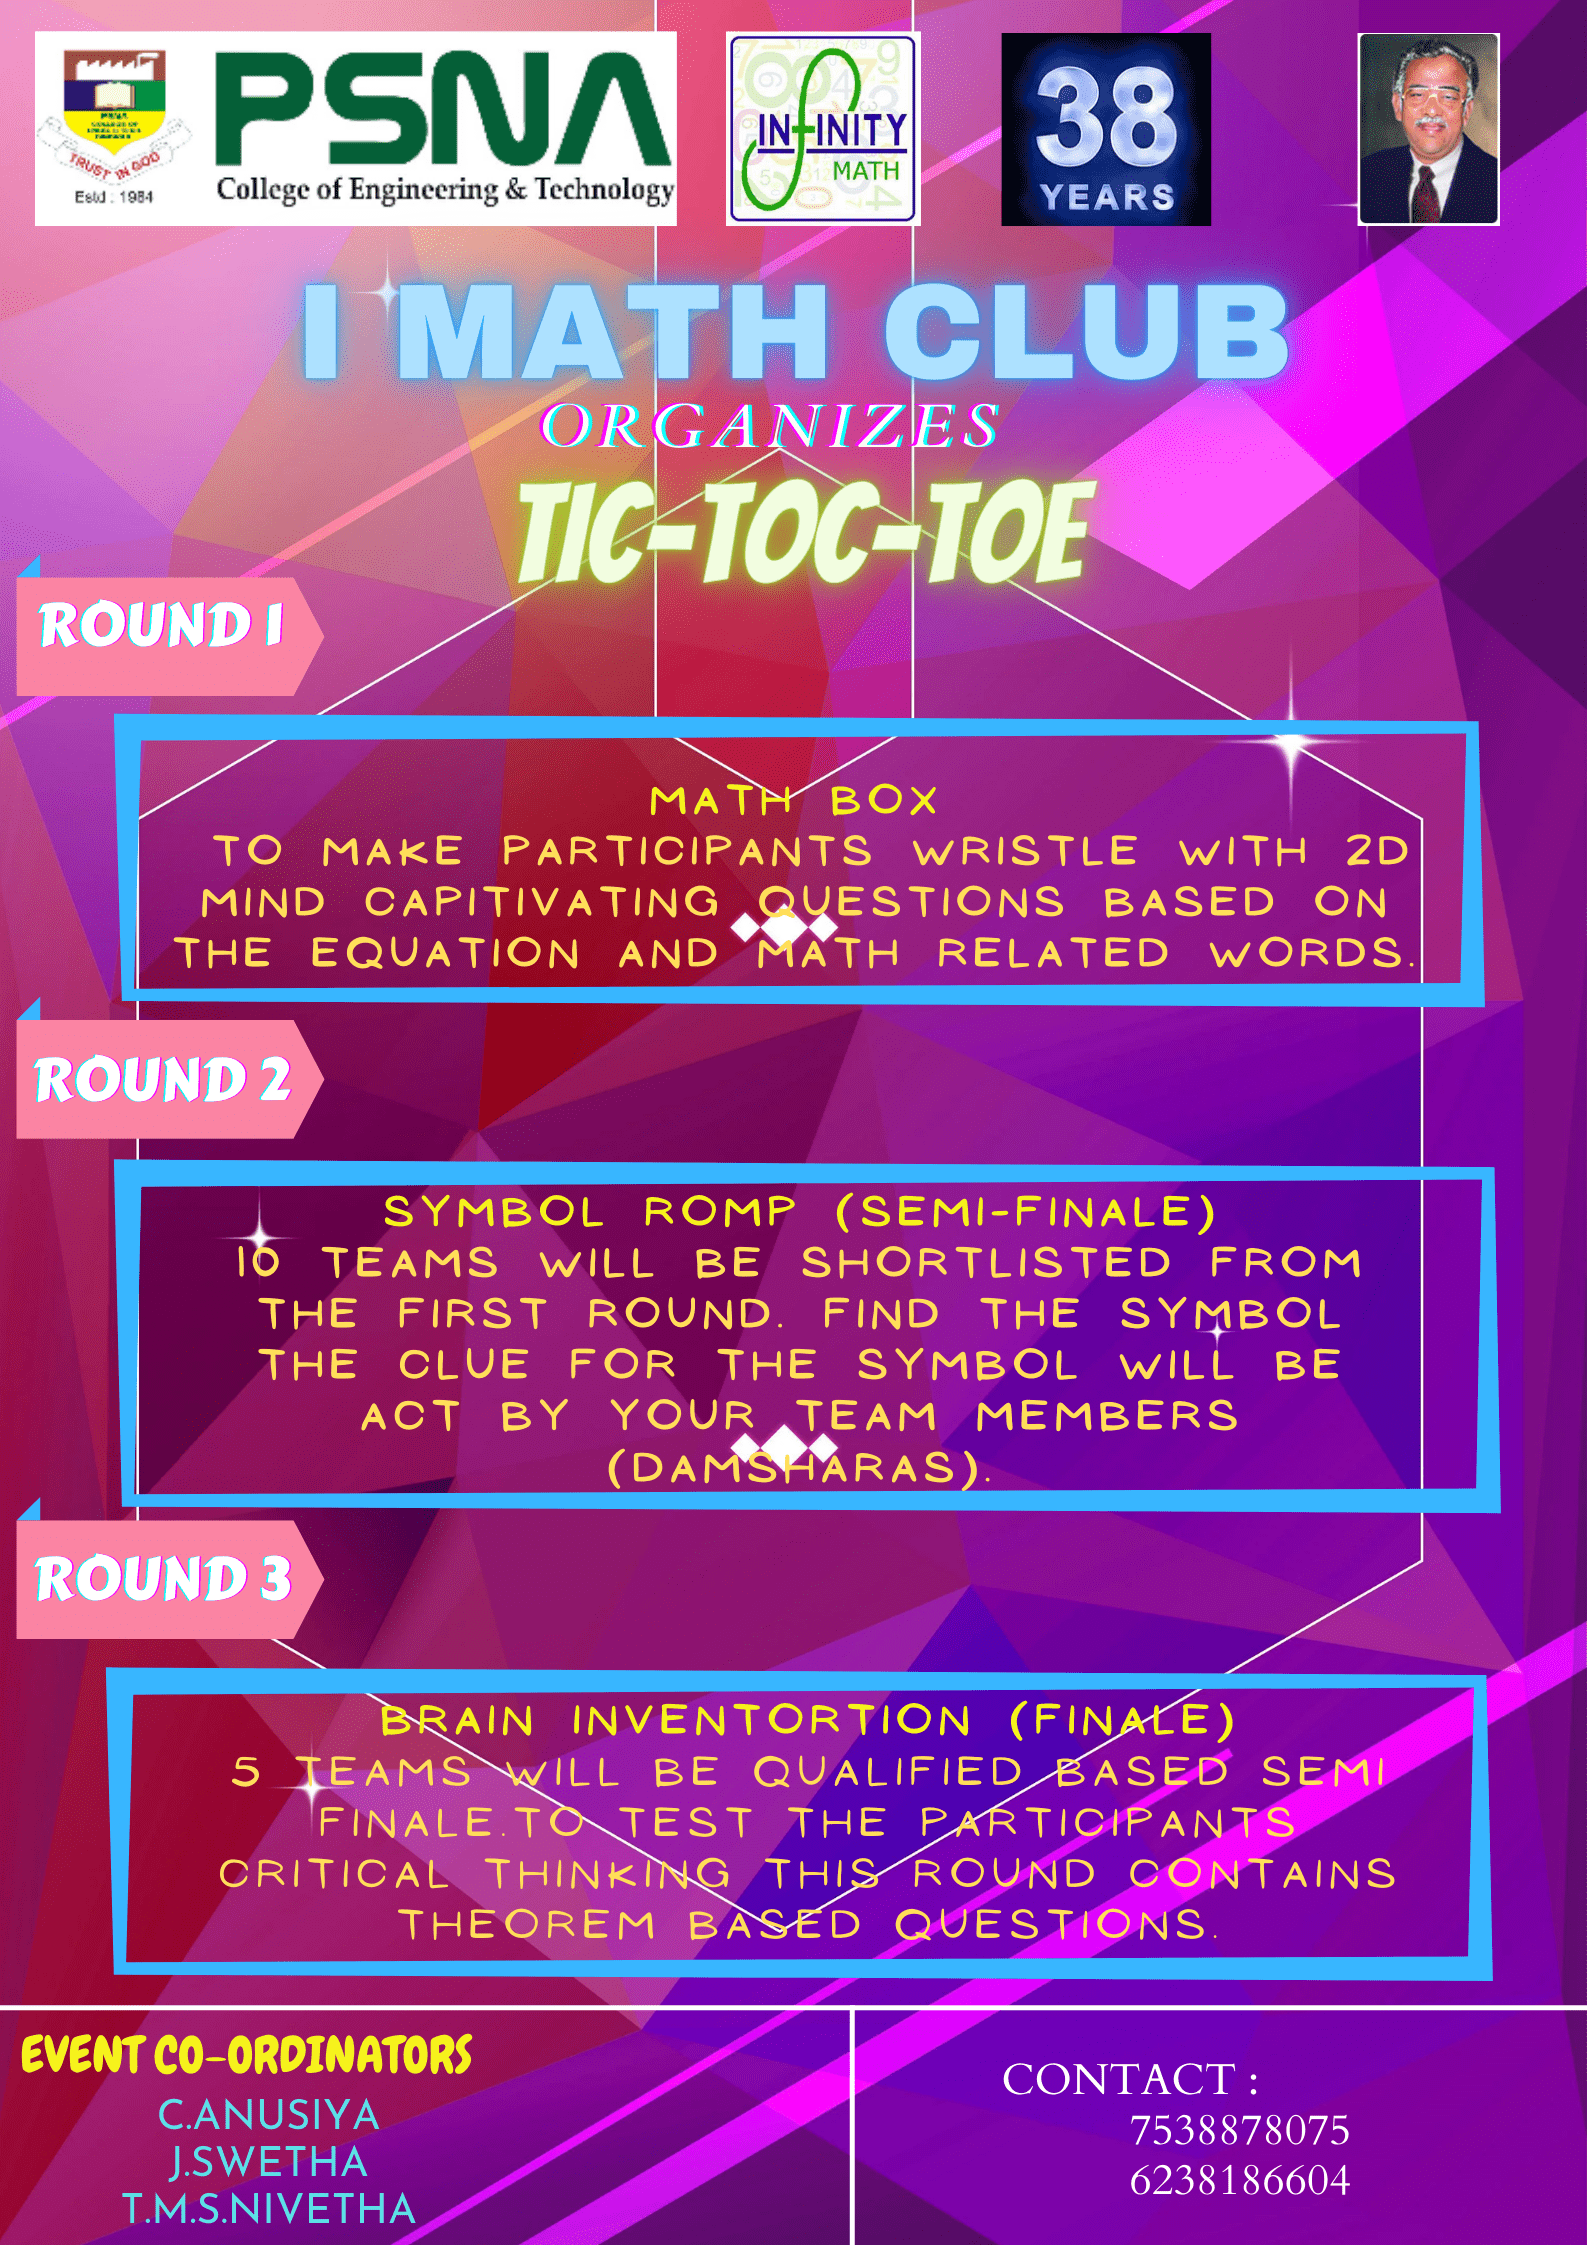 PSNA
COLLEGE OF
TRUST IN GOD
Estd : 1984
PSNA
College of Engineering & Technology
INFINITY
MATH
38
YEARS
I MATH CLUB
ORGANIZES
TIC-TOC-TOE
ROUND 1
MATH BOX
TO MAKE PARTICIPANTS WRISTLE WITH 2D
MIND CAPITIVATING QUESTIONS BASED ON
THE EQUATION AND MATH RELATED WORDS.
ROUND 2
SYMBOL ROMP (SEMI-FINALE)
10 TEAMS WILL BE SHORTLISTED FROM
THE FIRST ROUND. FIND THE SYMBOL
THE CLUE FOR THE SYMBOL WILL BE
ACT BY YOUR TEAM MEMBERS
(DAMSHARAS).
ROUND 3
BRAIN INVENTORTION (FINALE)
5 TEAMS WILL BE QUALIFIED BASED SEMI
FINALE.TO TEST THE PARTICIPANTS
CRITICAL THINKING THIS ROUND CONTAINS
THEOREM BASED QUESTIONS.
EVENT CO-ORDINATORS
C.ANUSIYA
J.SWETHA
T.M.S.NIVETHA
CONTACT :
7538878075
6238186604